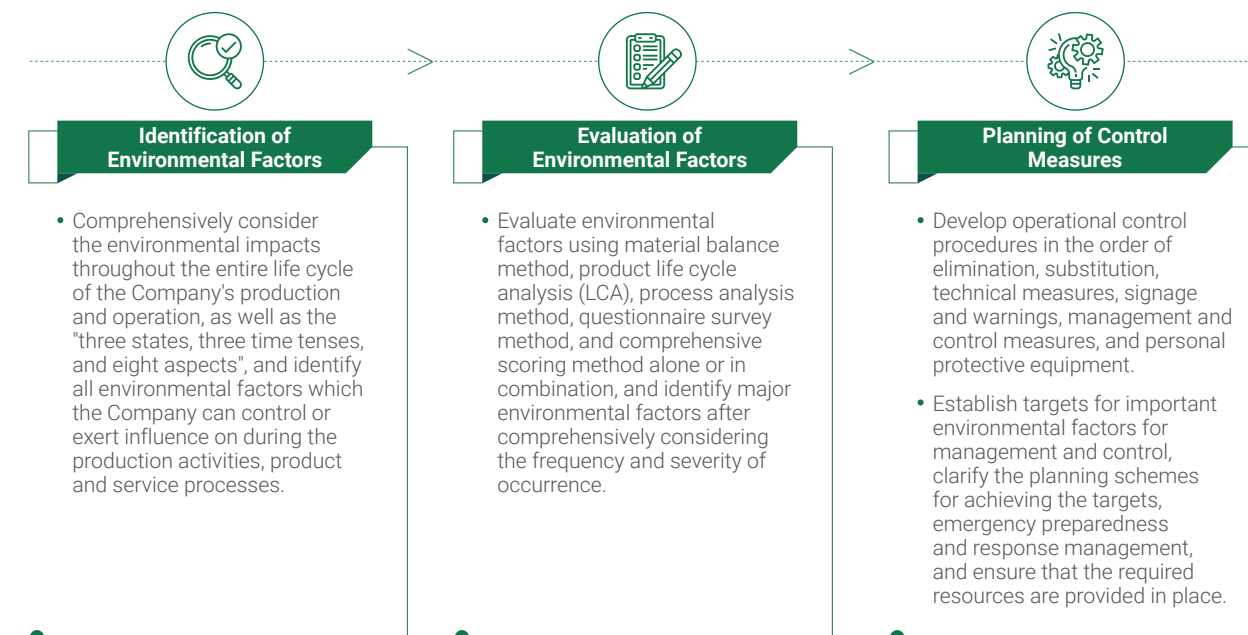 Identification of
Environmental Factors
• Comprehensively consider
the environmental impacts
throughout the entire life cycle
of the Company's production
and operation, as well as the
"three states, three time tenses,
and eight aspects", and identify
all environmental factors which
the Company can control or
exert influence on during the
production activities, product
and service processes.
Evaluation of
Environmental Factors
• Evaluate environmental
factors using material balance
method, product life cycle
analysis (LCA), process analysis
method, questionnaire survey
method, and comprehensive
scoring method alone or in
combination, and identify major
environmental factors after
comprehensively considering
the frequency and severity of
occurrence.
Planning of Control
Measures
• Develop operational control
procedures in the order of
elimination, substitution,
technical measures, signage
and warnings, management and
control measures, and personal
protective equipment.
• Establish targets for important
environmental factors for
management and control,
clarify the planning schemes
for achieving the targets,
emergency preparedness
and response management,
and ensure that the required
resources are provided in place.